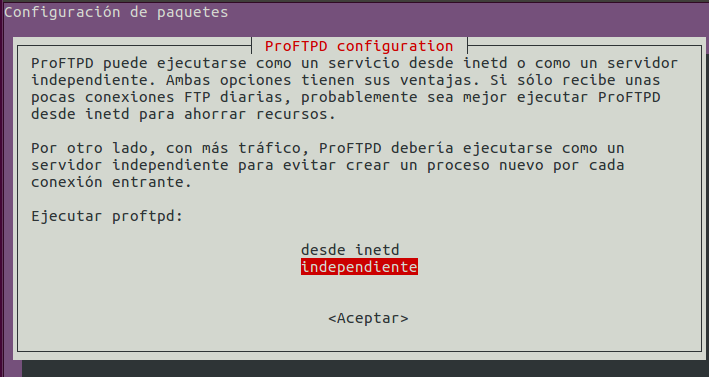 Configuración de paquetes
ProFTPD configuration
ProFTPD puede ejecutarse como un servicio desde inetd o como un servidor
independiente. Ambas opciones tienen sus ventajas. Si sólo recibe unas
pocas conexiones FTP diarias, probablemente sea mejor ejecutar ProFTPD
desde inetd para ahorrar recursos.
Por otro lado, con más tráfico, ProFTPD debería ejecutarse como un
servidor independiente para evitar crear un proceso nuevo por cada
conexión entrante.
Ejecutar proftpd:
desde inetd
independiente
<Aceptar>